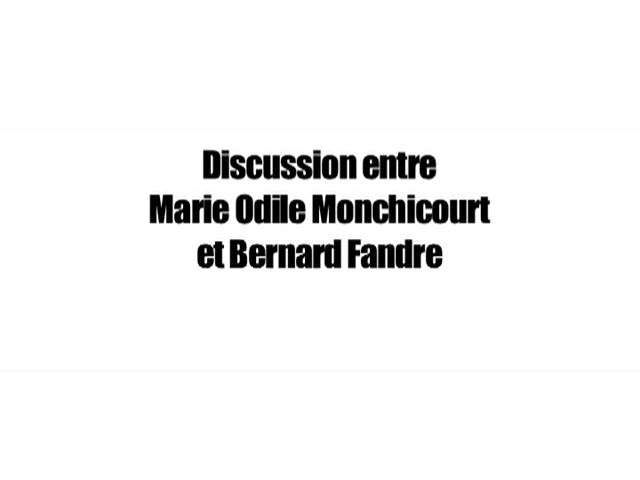 Discussion entre
Marie Odile Monchicourt
et Bernard Fandre